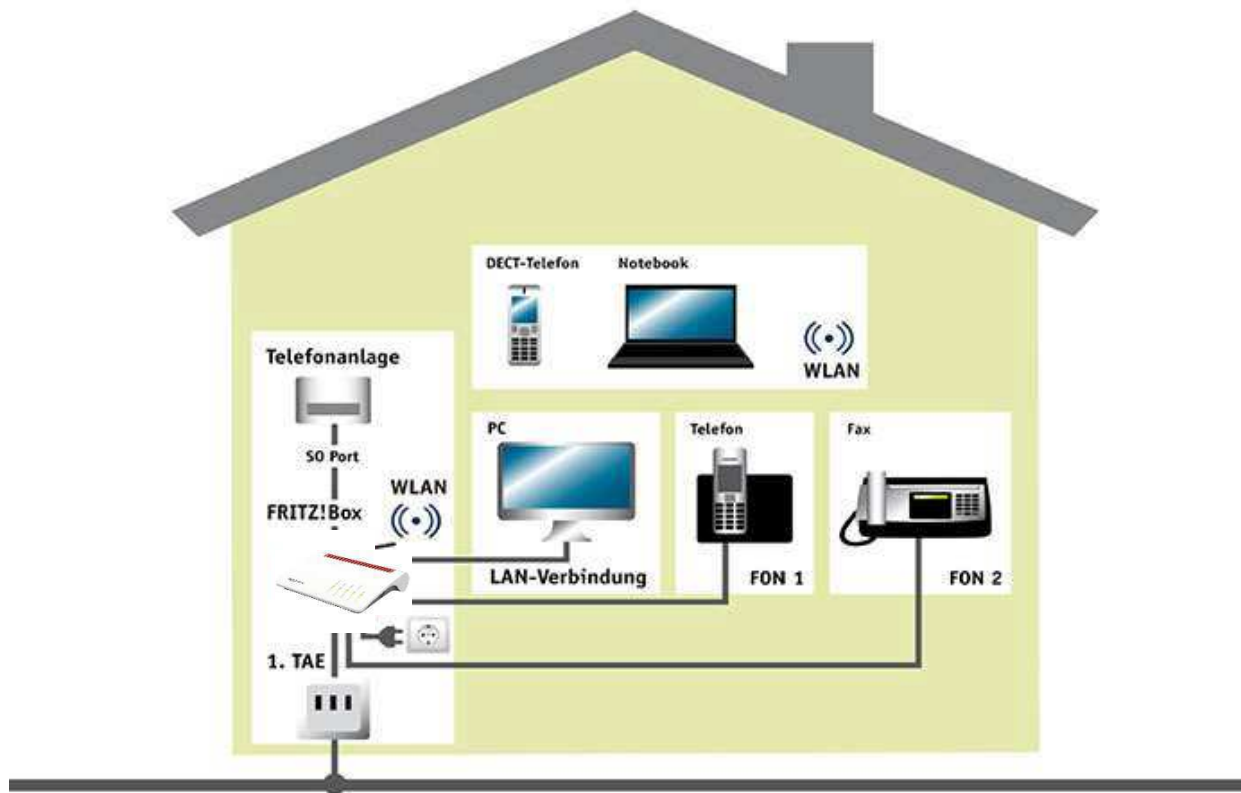 DECT-Telefon
Notebook
WLAN
Telefonanlage
SO Port
WLAN
FRITZ!Box
PC
LAN-Verbindung
Telefon
FON 1
Fax
FON 2
1. TAE